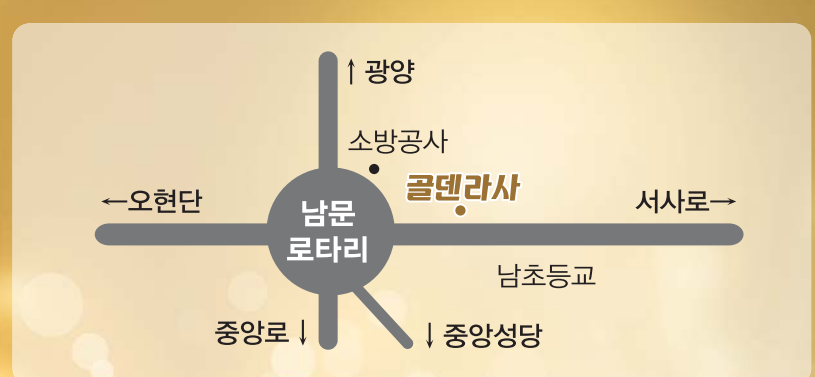 ↑ 광양
소방공사
골덴라사
←오현단
서사로→
남문
로타리
남초등교
중앙로 ↓
↓ 중앙성당